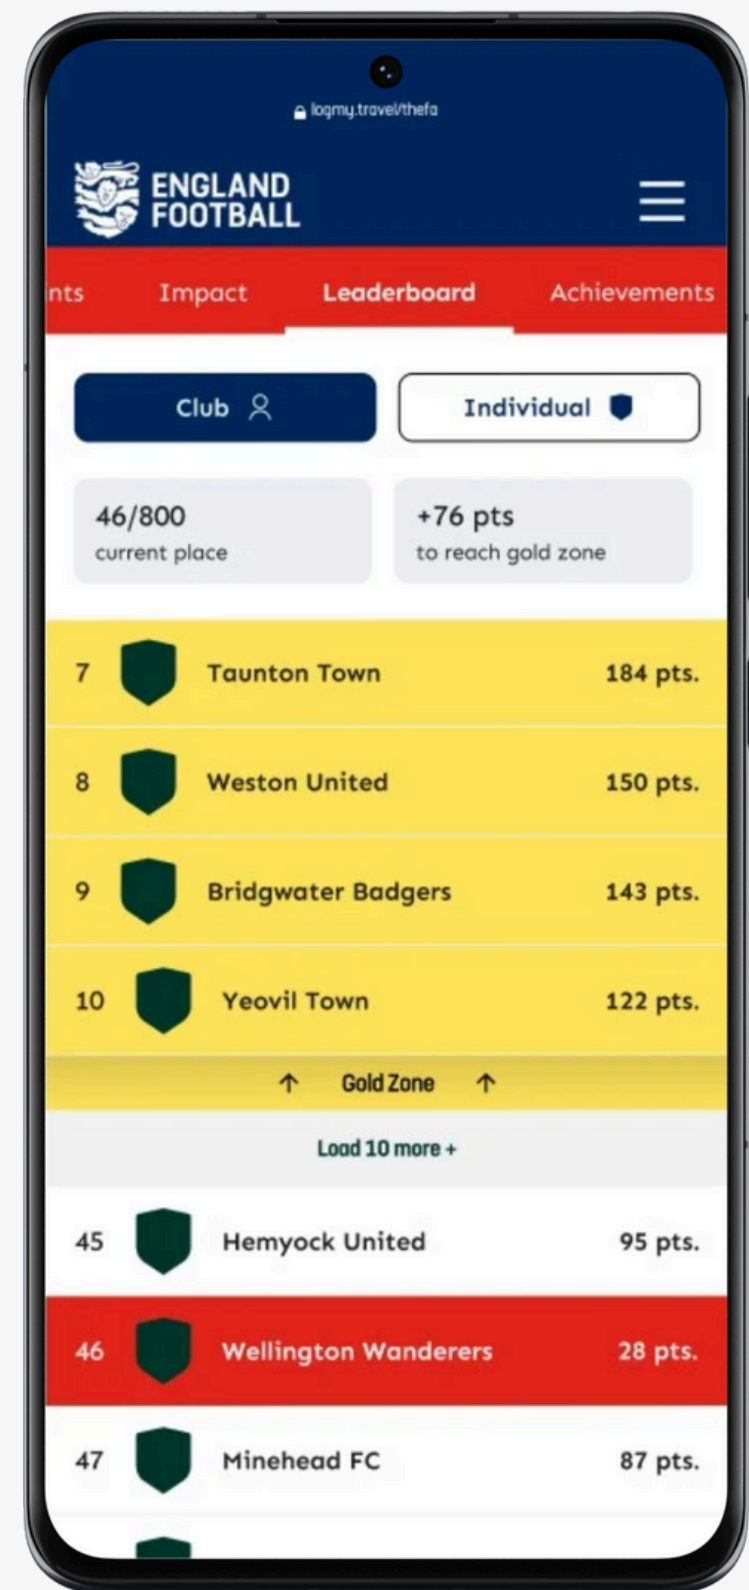 logmy.travel/thefa
ENGLAND
FOOTBALL
nts Impact Leaderboard Achievements
Club Individual
46/800 +76 pts
current place to reach gold zone
7 Taunton Town 184 pts.
8 Weston United 150 pts.
9 Bridgwater Badgers 143 pts.
10 Yeovil Town 122 pts.
↑ Gold Zone ↑
Load 10 more +
45 Hemyock United 95 pts.
46 Wellington Wanderers 28 pts.
47 Minehead FC 87 pts.